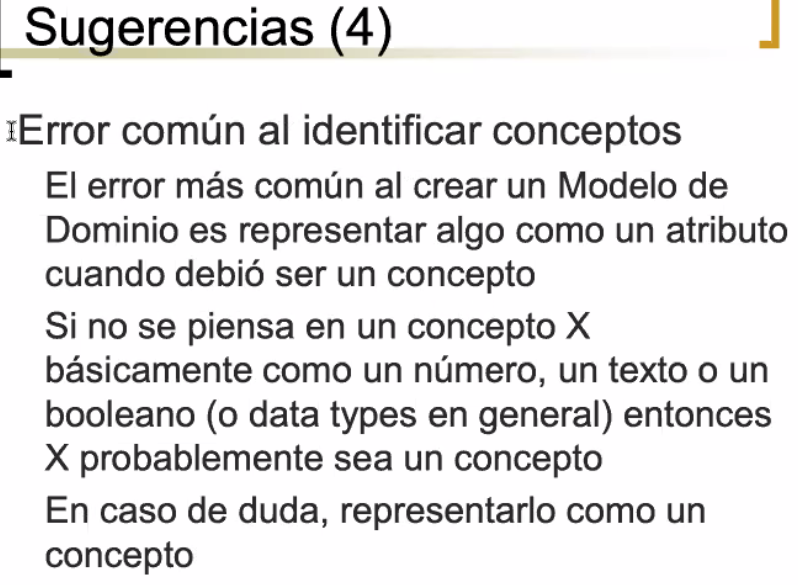 Sugerencias (4)
Error común al identificar conceptos
El error más común al crear un Modelo de
Dominio es representar algo como un atributo
cuando debió ser un concepto
Si no se piensa en un concepto X
básicamente como un número, un texto o un
booleano (o data types en general) entonces
X probablemente sea un concepto
En caso de duda, representarlo como un
concepto